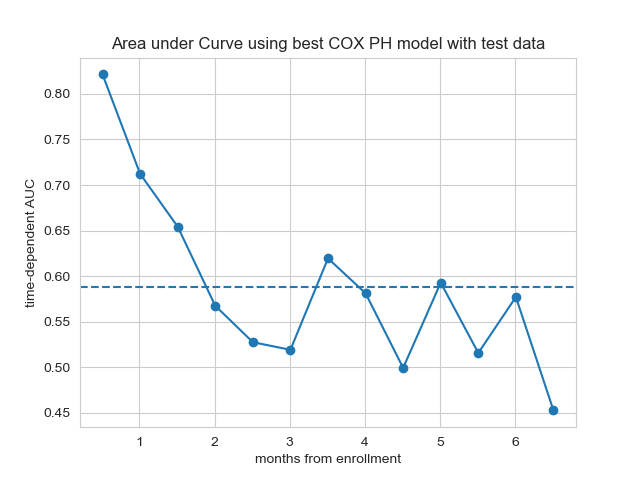 Area under Curve using best COX PH model with test data
time-dependent AUC
0.80
0.75
0.70
0.65
0.60
0.55
0.50
0.45
1 2 3 4 5 6
months from enrollment